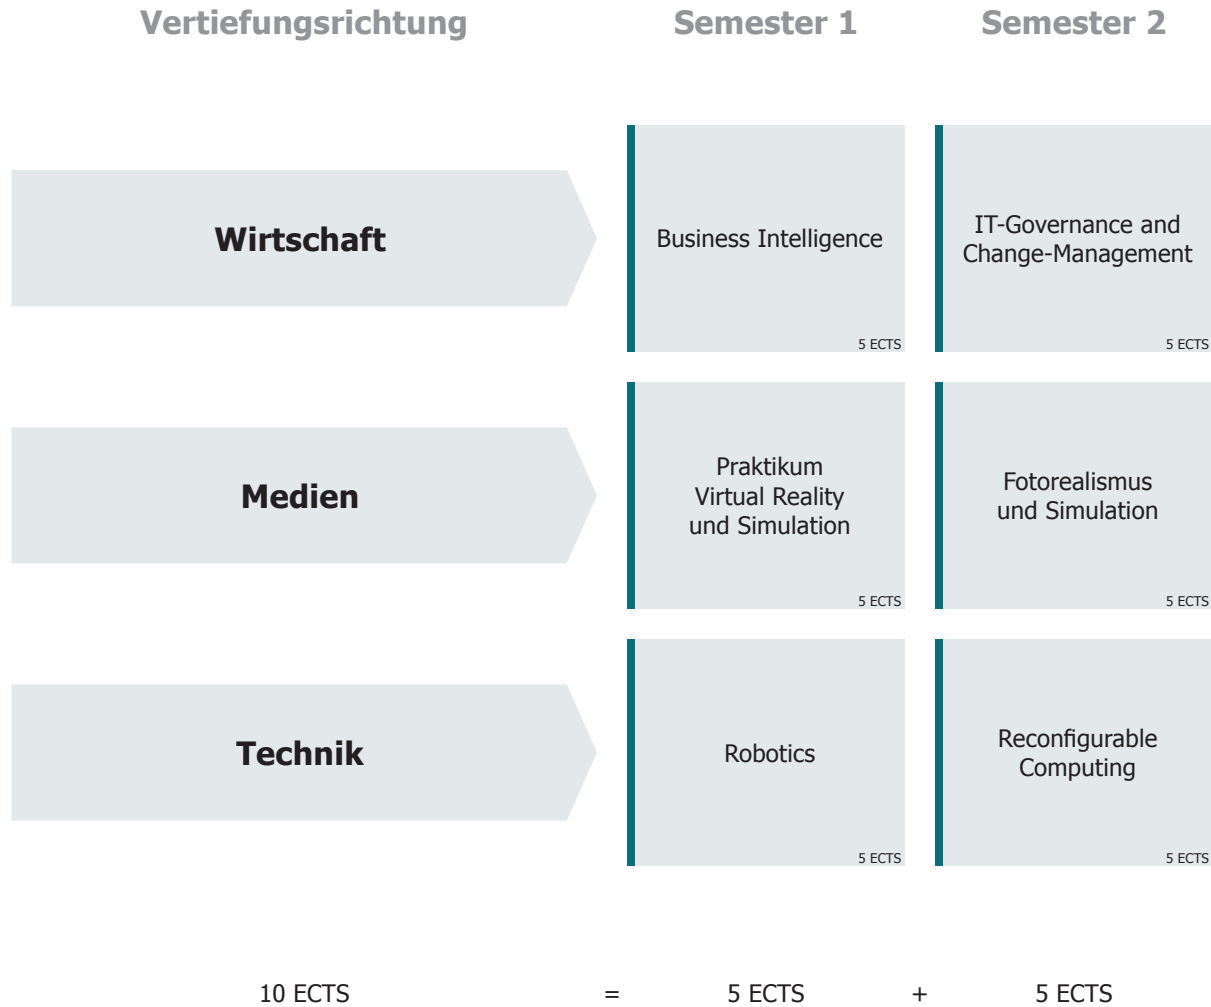 Vertiefungsrichtung Semester 1 Semester 2
Wirtschaft
Business Intelligence
5 ECTS
IT-Governance and
Change-Management
5 ECTS
Medien
Praktikum
Virtual Reality
und Simulation
5 ECTS
Fotorealismus
und Simulation
5 ECTS
Technik
Robotics
5 ECTS
Reconfigurable
Computing
5 ECTS
10 ECTS = 5 ECTS + 5 ECTS